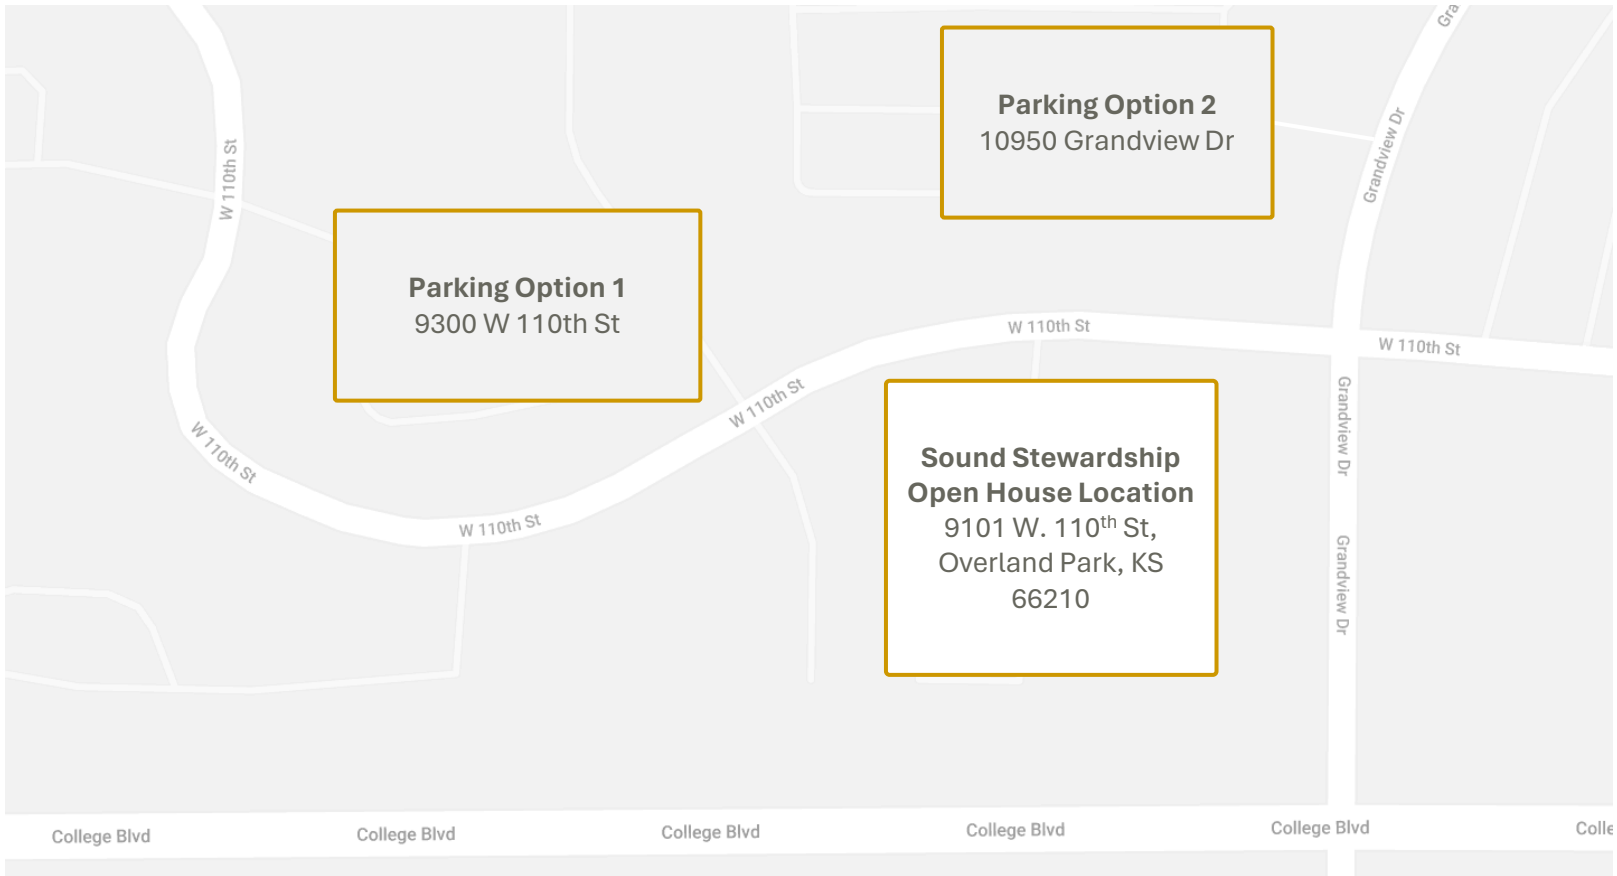 Gra
Parking Option 2
10950 Grandview Dr
Grandview Dr
W 110th St
Parking Option 1
9300 W 110th St
W 110th St
W 110th St
Grandview Dr
W 110th St
W 110th St
W 110th St
Sound Stewardship
Open House Location
9101 W. 110th St,
Overland Park, KS
66210
Grandview Dr
College Blvd
College Blvd
College Blvd
College Blvd
College Blvd
Colle